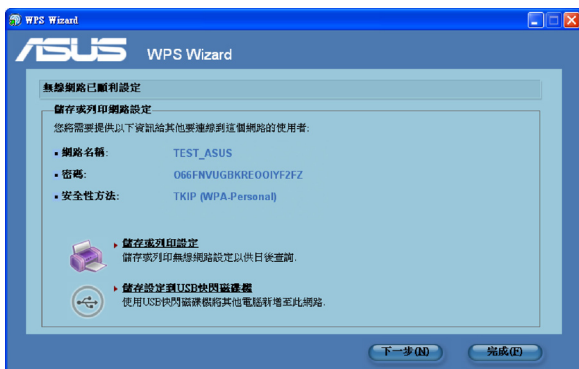 WPS Wizard
ASUS WPS Wizard
無線網路已順利設定
儲存或列印網路設定
您將需要提供以下資訊給其他要連線到這個網路的使用者:
▪ 網路名稱: TEST_ASUS
▪ 密碼: O66FNVUGBKREOOIYF2FZ
▪ 安全性方法: TKIP (WPA-Personal)
儲存或列印設定
儲存或列印無線網路設定以供日後查詢.
儲存設定到USB快閃磁碟機
使用USB快閃磁碟機將其他電腦新增至此網路.
下一步(N) 完成(F)